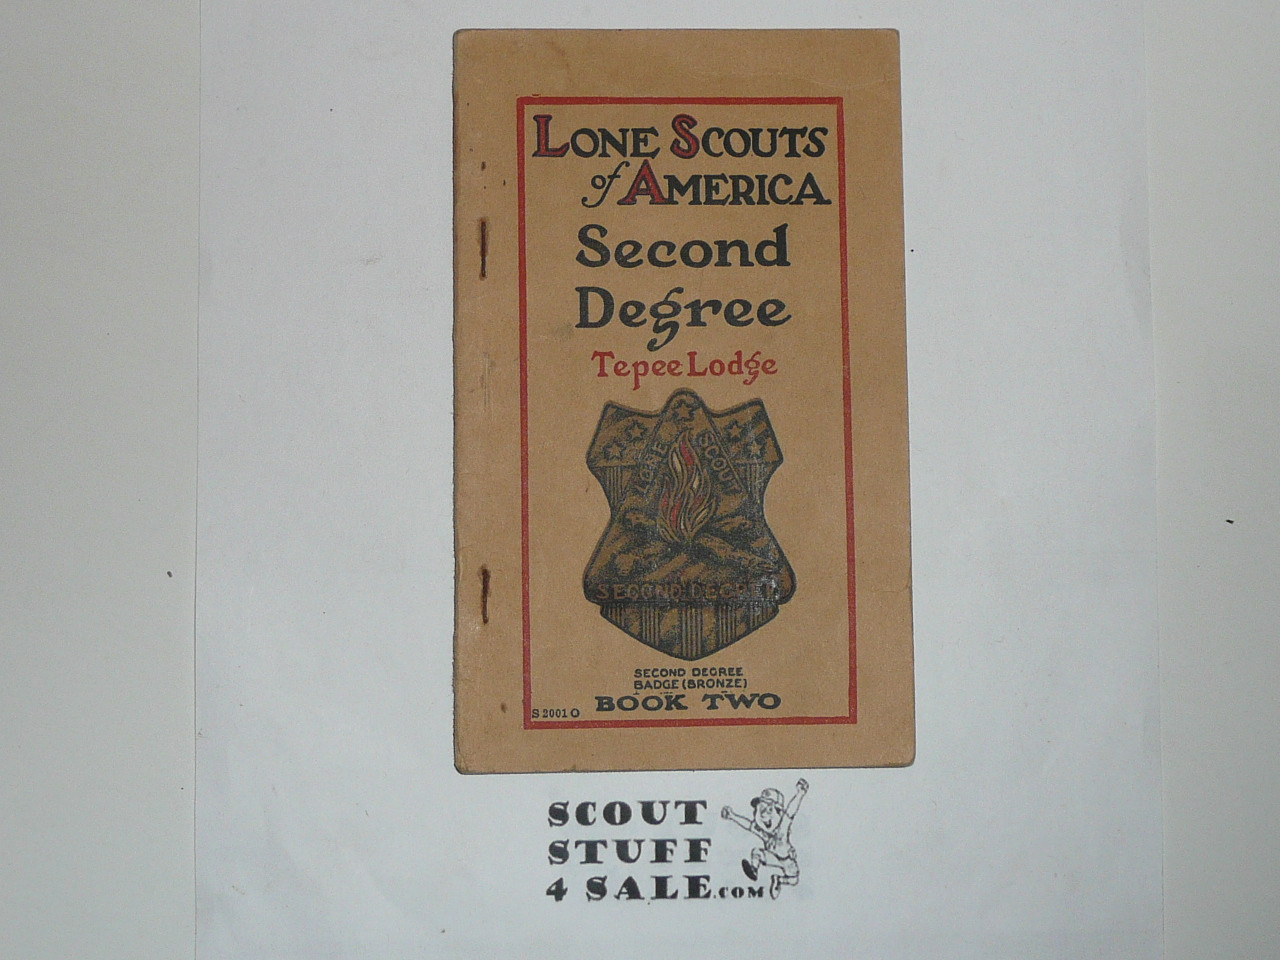 LONE SCOUTS
of AMERICA
Second
Degree
Tepee Lodge
LONE SCOUT
SECOND DEGREE
SECOND DEGREE
BADGE (BRONZE)
BOOK TWO
S 2001 O
SCOUT
STUFF
4 SALE.COM